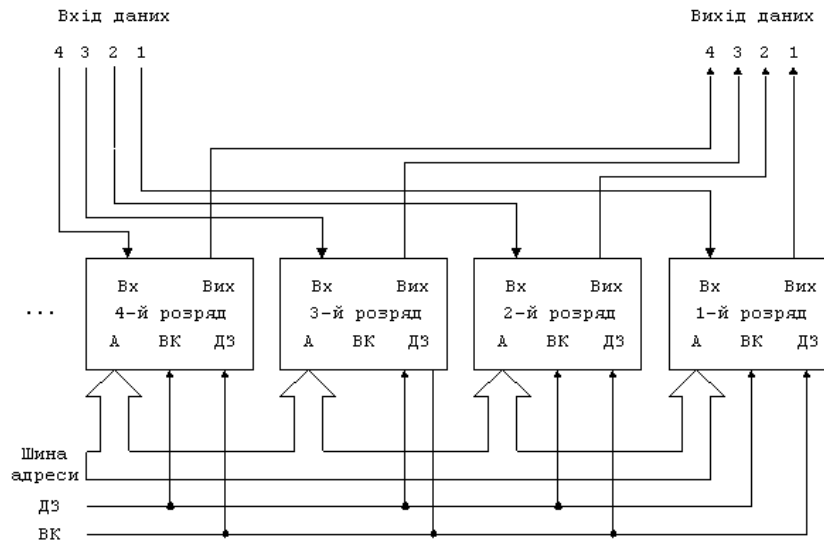 Вхід даних
Вихід даних
4 3 2 1
4 3 2 1
Вх Вих
4-й розряд
А ВК ДЗ
Вх Вих
3-й розряд
А ВК ДЗ
Вх Вих
2-й розряд
А ВК ДЗ
Вх Вих
1-й розряд
А ВК ДЗ
...
Шина
адреси
ДЗ
ВК